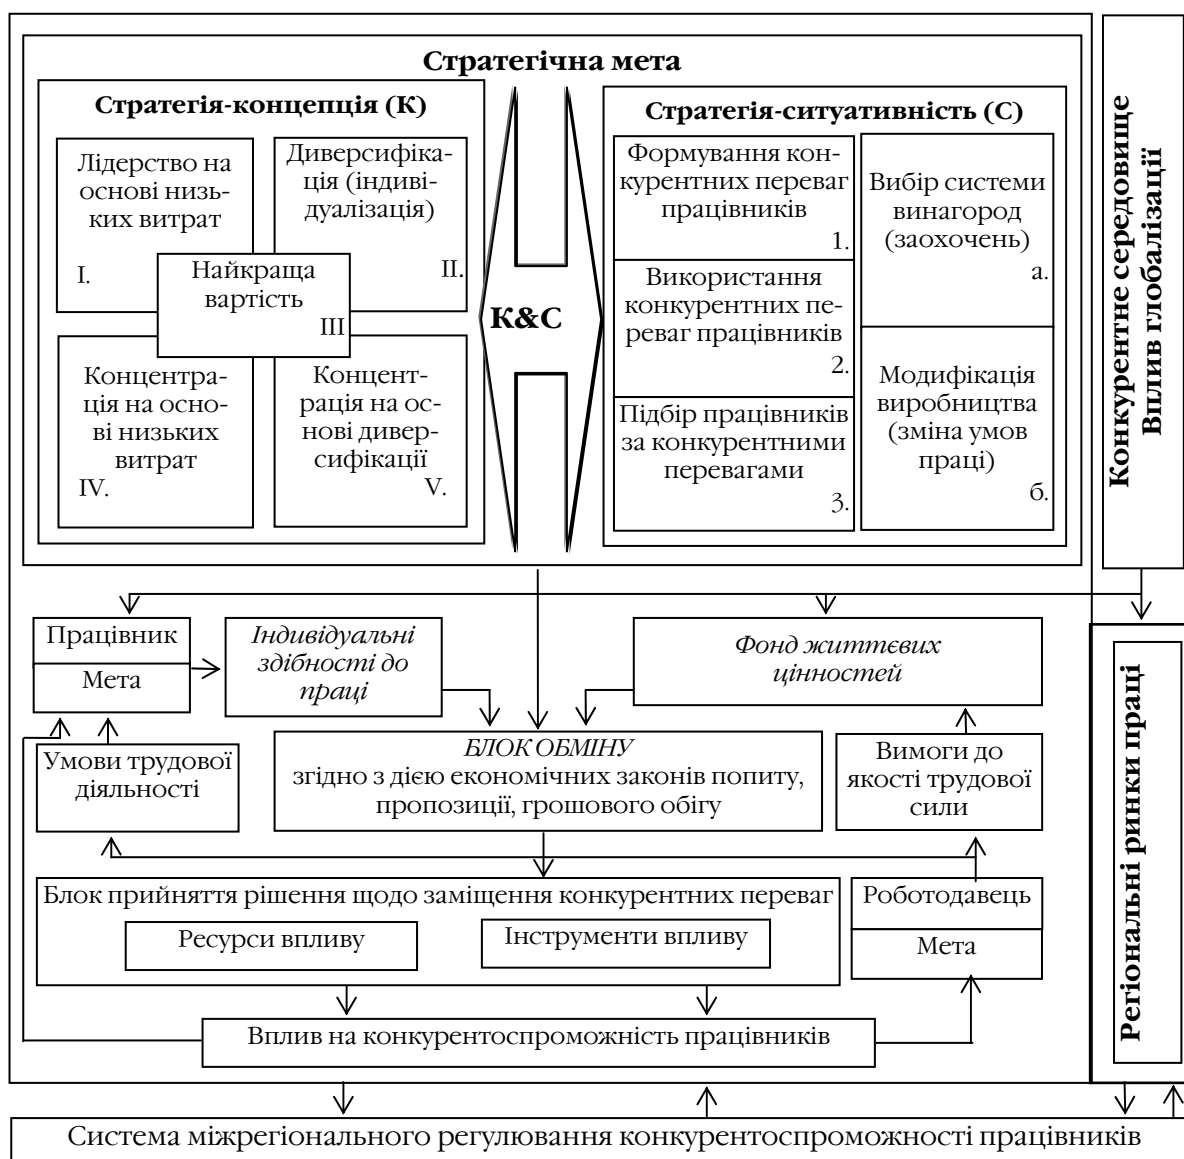 Стратегічна мета
Стратегія-концепція (К)
Лідерство на
основі низь-
ких витрат
I.
Диверсифіка-
ція (індиві-
дуалізація)
II.
Найкраща
вартість
III
Концентра-
ція на осно-
ві низьких
витрат
IV.
Концент-
рація на ос-
нові дивер-
сифікації
V.
К&С
Стратегія-ситуативність (С)
Формування кон-
курентних переваг
працівників
1.
Використання
конкурентних пе-
реваг працівників
2.
Підбір працівників
за конкурентними
перевагами
3.
Вибір системи
винагород
(заохочень)
а.
Модифікація
виробництва
(зміна умов
праці)
б.
Конкурентне середовище
Вплив глобалізації
Працівник
Мета
Індивідуальні
здібності до
праці
Фонд життєвих
цінностей
Умови трудової
діяльності
БЛОК ОБМІНУ
згідно з дією економічних законів попиту,
пропозиції, грошового обігу
Вимоги до
якості трудової
сили
Блок прийняття рішення щодо заміщення конкурентних переваг
Ресурси впливу
Інструменти впливу
Роботодавець
Мета
Вплив на конкурентоспроможність працівників
Регіональні ринки праці
Система міжрегіонального регулювання конкурентоспроможності працівників